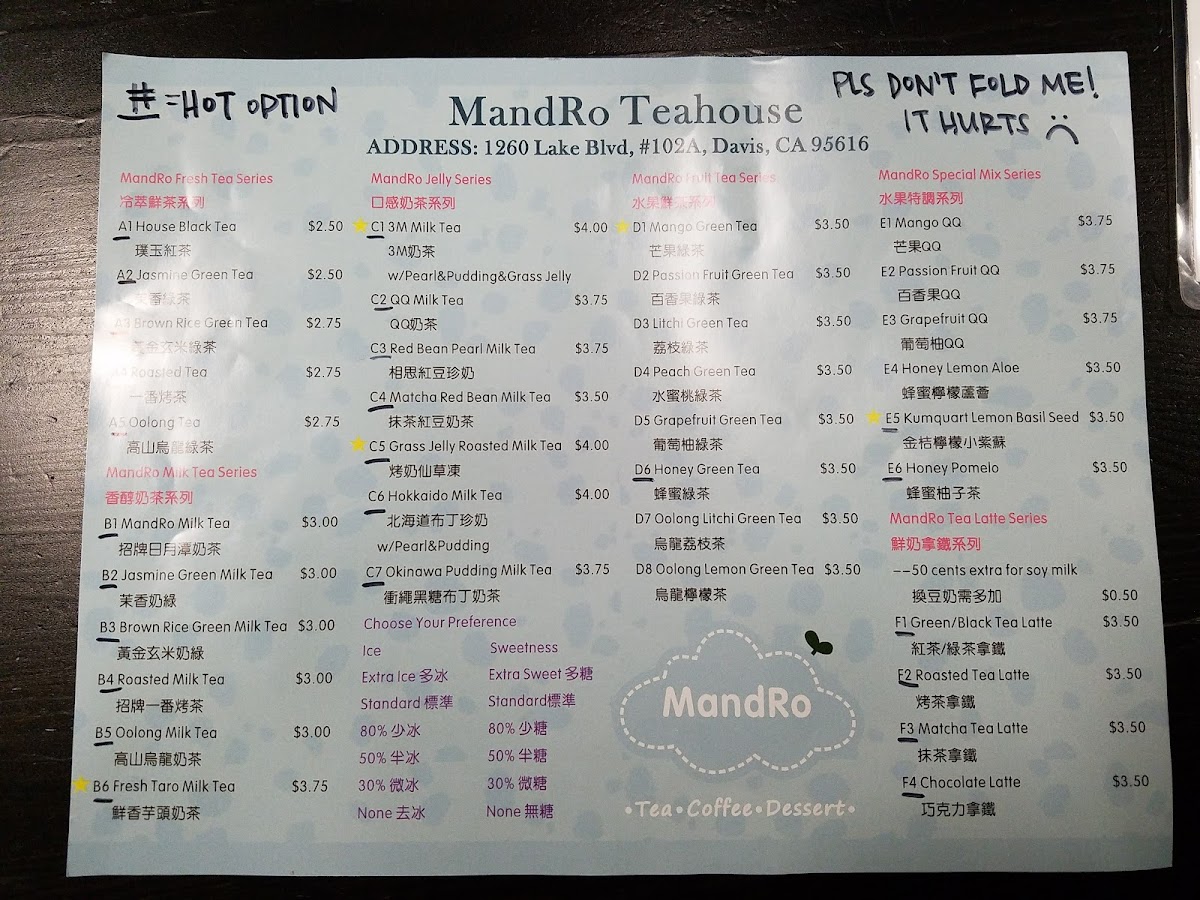 # = HOT OPTION
PLS DON'T FOLD ME!
IT HURTS
MandRo Teahouse
ADDRESS: 1260 Lake Blvd, #102A, Davis, CA 95616
MandRo Fresh Tea Series
冷萃鮮茶系列
A1 House Black Tea $2.50
璞玉紅茶
A2 Jasmine Green Tea $2.50
茉香綠茶
A3 Brown Rice Green Tea $2.75
黃金玄米綠茶
A4 Roasted Tea $2.75
一番烤茶
A5 Oolong Tea $2.75
高山烏龍綠茶
MandRo Milk Tea Series
香醇奶茶系列
B1 MandRo Milk Tea $3.00
招牌日月潭奶茶
B2 Jasmine Green Milk Tea $3.00
茉香奶綠
B3 Brown Rice Green Milk Tea $3.00
黃金玄米奶綠
B4 Roasted Milk Tea $3.00
招牌一番烤茶
B5 Oolong Milk Tea $3.00
高山烏龍奶茶
B6 Fresh Taro Milk Tea $3.75
鮮香芋頭奶茶
MandRo Jelly Series
口感奶茶系列
C1 3M Milk Tea $4.00
3M奶茶
w/Pearl&Pudding&Grass Jelly
C2 QQ Milk Tea $3.75
QQ奶茶
C3 Red Bean Pearl Milk Tea $3.75
相思紅豆珍奶
C4 Matcha Red Bean Milk Tea $3.50
抹茶紅豆奶茶
C5 Grass Jelly Roasted Milk Tea $4.00
烤奶仙草凍
C6 Hokkaido Milk Tea $4.00
北海道布丁珍奶
w/Pearl&Pudding
C7 Okinawa Pudding Milk Tea $3.75
衝繩黑糖布丁奶茶
Choose Your Preference
Ice Sweetness
Extra Ice 多冰 Extra Sweet 多糖
Standard 標準 Standard標準
80% 少冰 80% 少糖
50% 半冰 50% 半糖
30% 微冰 30% 微糖
None 去冰 None 無糖
MandRo Fruit Tea Series
水果鮮茶系列
D1 Mango Green Tea $3.50
芒果綠茶
D2 Passion Fruit Green Tea $3.50
百香果綠茶
D3 Litchi Green Tea $3.50
荔枝綠茶
D4 Peach Green Tea $3.50
水蜜桃綠茶
D5 Grapefruit Green Tea $3.50
葡萄柚綠茶
D6 Honey Green Tea $3.50
蜂蜜綠茶
D7 Oolong Litchi Green Tea $3.50
烏龍荔枝茶
D8 Oolong Lemon Green Tea $3.50
烏龍檸檬茶
MandRo
•Tea•Coffee•Dessert•
MandRo Special Mix Series
水果特調系列
E1 Mango QQ $3.75
芒果QQ
E2 Passion Fruit QQ $3.75
百香果QQ
E3 Grapefruit QQ $3.75
葡萄柚QQ
E4 Honey Lemon Aloe $3.50
蜂蜜檸檬蘆薈
E5 Kumquart Lemon Basil Seed $3.50
金桔檸檬小紫蘇
E6 Honey Pomelo $3.50
蜂蜜柚子茶
MandRo Tea Latte Series
鮮奶拿鐵系列
--50 cents extra for soy milk
換豆奶需多加 $0.50
F1 Green/Black Tea Latte $3.50
紅茶/綠茶拿鐵
F2 Roasted Tea Latte $3.50
烤茶拿鐵
F3 Matcha Tea Latte $3.50
抹茶拿鐵
F4 Chocolate Latte $3.50
巧克力拿鐵